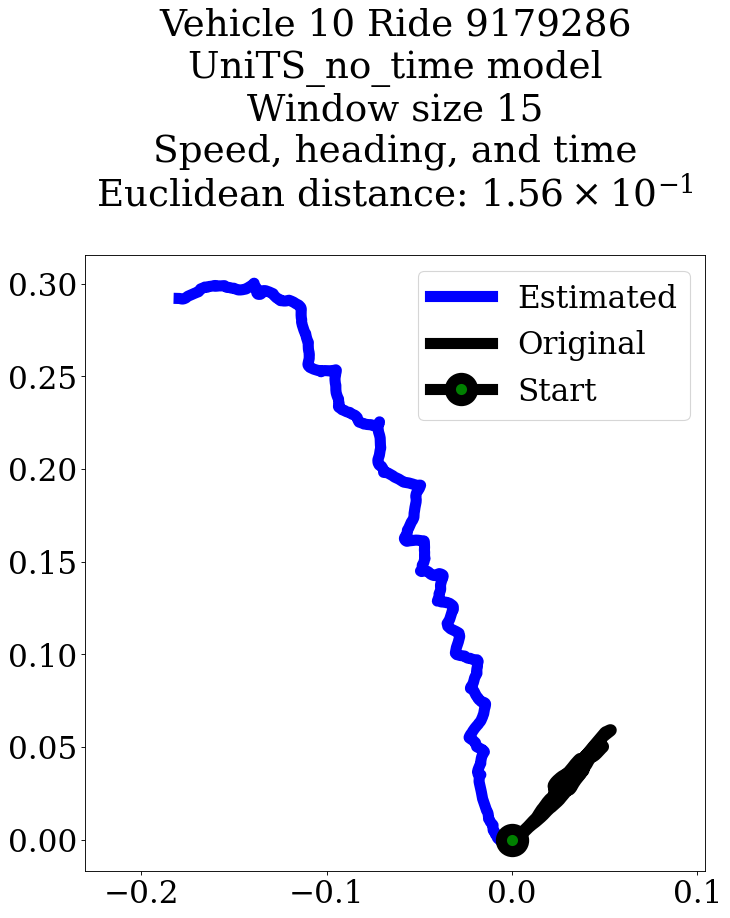 Vehicle 10 Ride 9179286
UniTS_no_time model
Window size 15
Speed, heading, and time
Euclidean distance: 1.56 × 10⁻¹
Estimated
Original
Start
0.30
0.25
0.20
0.15
0.10
0.05
0.00
−0.2 −0.1 0.0 0.1